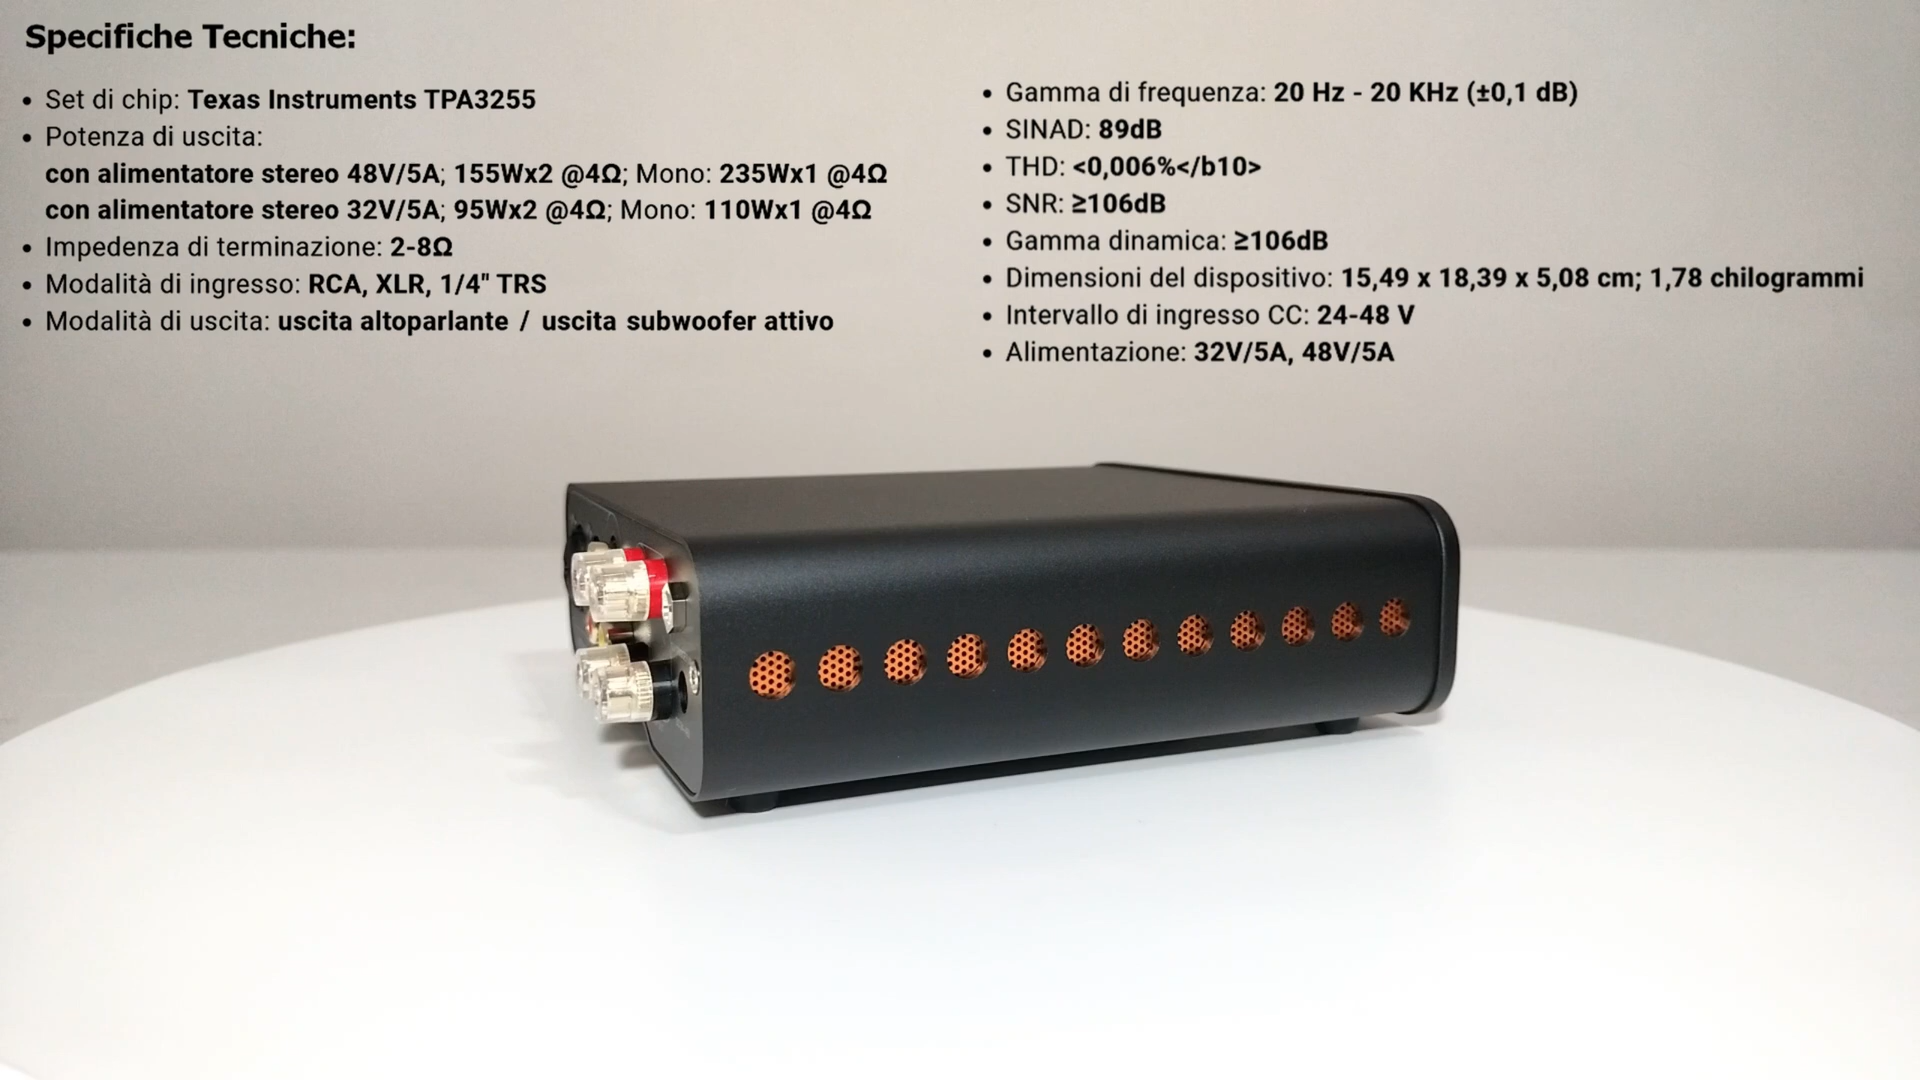 Specifiche Tecniche:
• Set di chip: Texas Instruments TPA3255
• Potenza di uscita:
con alimentatore stereo 48V/5A; 155Wx2 @4Ω; Mono: 235Wx1 @4Ω
con alimentatore stereo 32V/5A; 95Wx2 @4Ω; Mono: 110Wx1 @4Ω
• Impedenza di terminazione: 2-8Ω
• Modalità di ingresso: RCA, XLR, 1/4" TRS
• Modalità di uscita: uscita altoparlante / uscita subwoofer attivo
• Gamma di frequenza: 20 Hz - 20 KHz (±0,1 dB)
• SINAD: 89dB
• THD: <0,006%</b10>
• SNR: ≥106dB
• Gamma dinamica: ≥106dB
• Dimensioni del dispositivo: 15,49 x 18,39 x 5,08 cm; 1,78 chilogrammi
• Intervallo di ingresso CC: 24-48 V
• Alimentazione: 32V/5A, 48V/5A